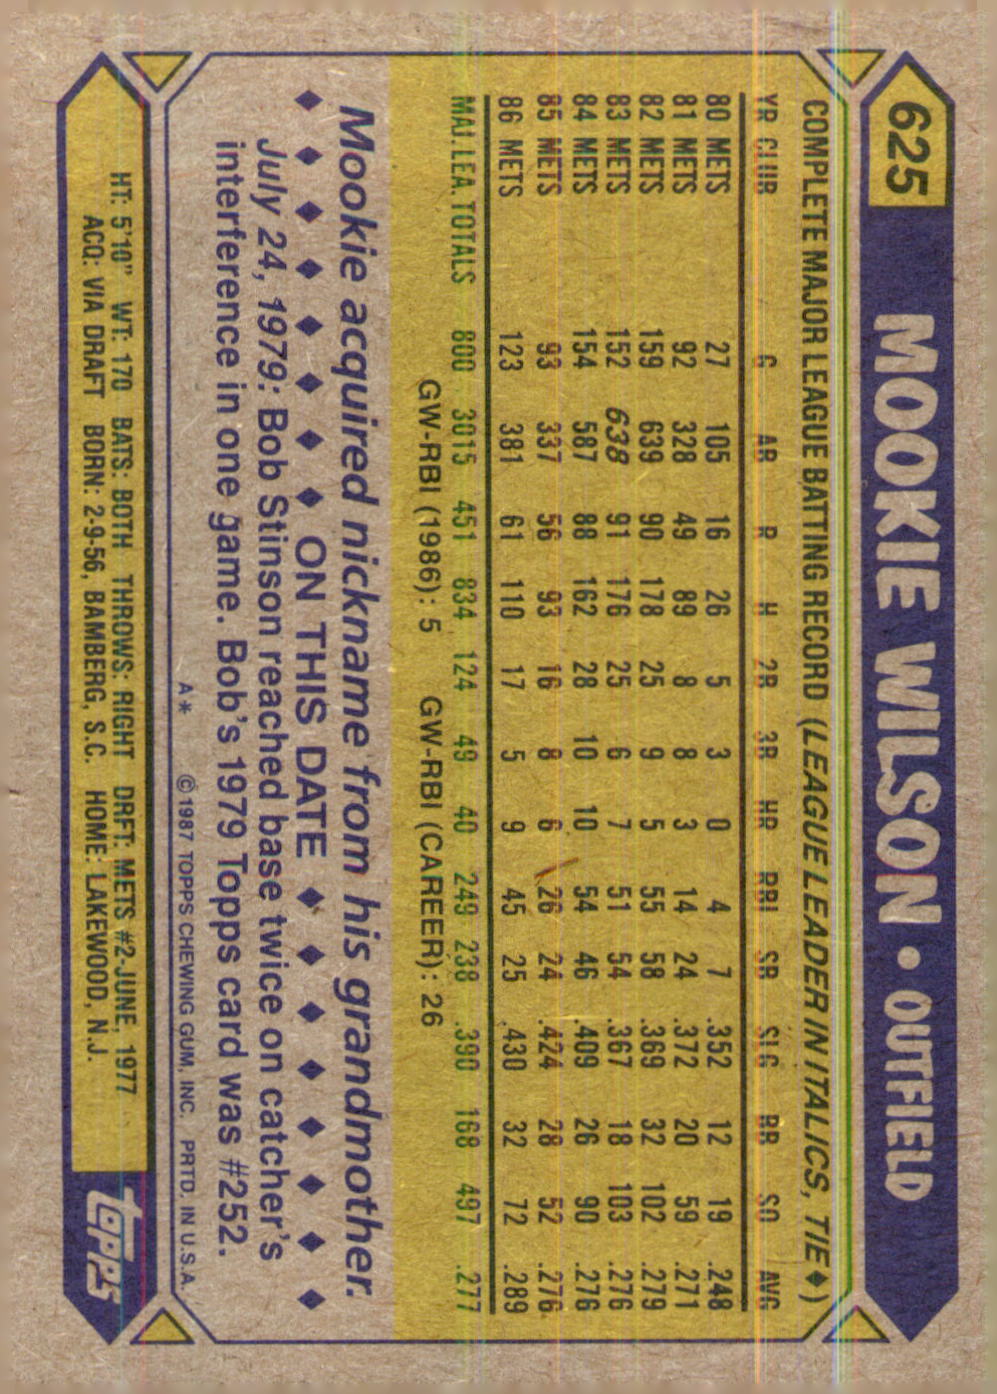 625 MOOKIE WILSON • OUTFIELD
COMPLETE MAJOR LEAGUE BATTING RECORD (LEAGUE LEADER IN ITALICS, TIE ♦)
YR CLUB G AB R H 2B 3B HR RBI SB SLG BB SO AVG
80 METS 27 105 16 26 5 3 0 4 7 .352 12 19 .248
81 METS 92 328 49 89 8 8 3 14 24 .372 20 59 .271
82 METS 159 639 90 178 25 9 5 55 58 .369 32 102 .279
83 METS 152 638 91 176 25 6 7 51 54 .367 18 103 .276
84 METS 154 587 88 162 28 10 10 54 46 .409 26 90 .276
85 METS 93 337 56 93 16 8 6 26 24 .424 28 52 .276
86 METS 123 381 61 110 17 5 9 45 25 .430 32 72 .289
MAJ. LEA. TOTALS 800 3015 451 834 124 49 40 249 238 .390 168 497 .277
GW-RBI (1986): 5 GW-RBI (CAREER): 26
Mookie acquired nickname from his grandmother.
♦ ♦ ♦ ♦ ♦ ♦ ♦ ♦ ON THIS DATE ♦ ♦ ♦ ♦ ♦ ♦ ♦ ♦
July 24, 1979: Bob Stinson reached base twice on catcher's
interference in one game. Bob's 1979 Topps card was #252.
A* ©1987 TOPPS CHEWING GUM, INC. PRTD. IN U.S.A.
HT: 5'10" WT: 170 BATS: BOTH THROWS: RIGHT DRFT: METS #2-JUNE, 1977
ACQ: VIA DRAFT BORN: 2-9-56, BAMBERG, S.C. HOME: LAKEWOOD, N.J.
topps